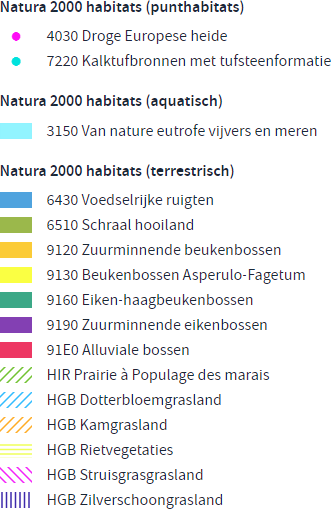 Natura 2000 habitats (punthabitats)
4030 Droge Europese heide
7220 Kalktufbronnen met tufsteenformatie
Natura 2000 habitats (aquatisch)
3150 Van nature eutrofe vijvers en meren
Natura 2000 habitats (terrestrisch)
6430 Voedselrijke ruigten
6510 Schraal hooiland
9120 Zuurminnende beukenbossen
9130 Beukenbossen Asperulo-Fagetum
9160 Eiken-haagbeukenbossen
9190 Zuurminnende eikenbossen
91E0 Alluviale bossen
HIR Prairie à Populage des marais
HGB Dotterbloemgrasland
HGB Kamgrasland
HGB Rietvegetaties
HGB Struisgrasgrasland
HGB Zilverschoongrasland